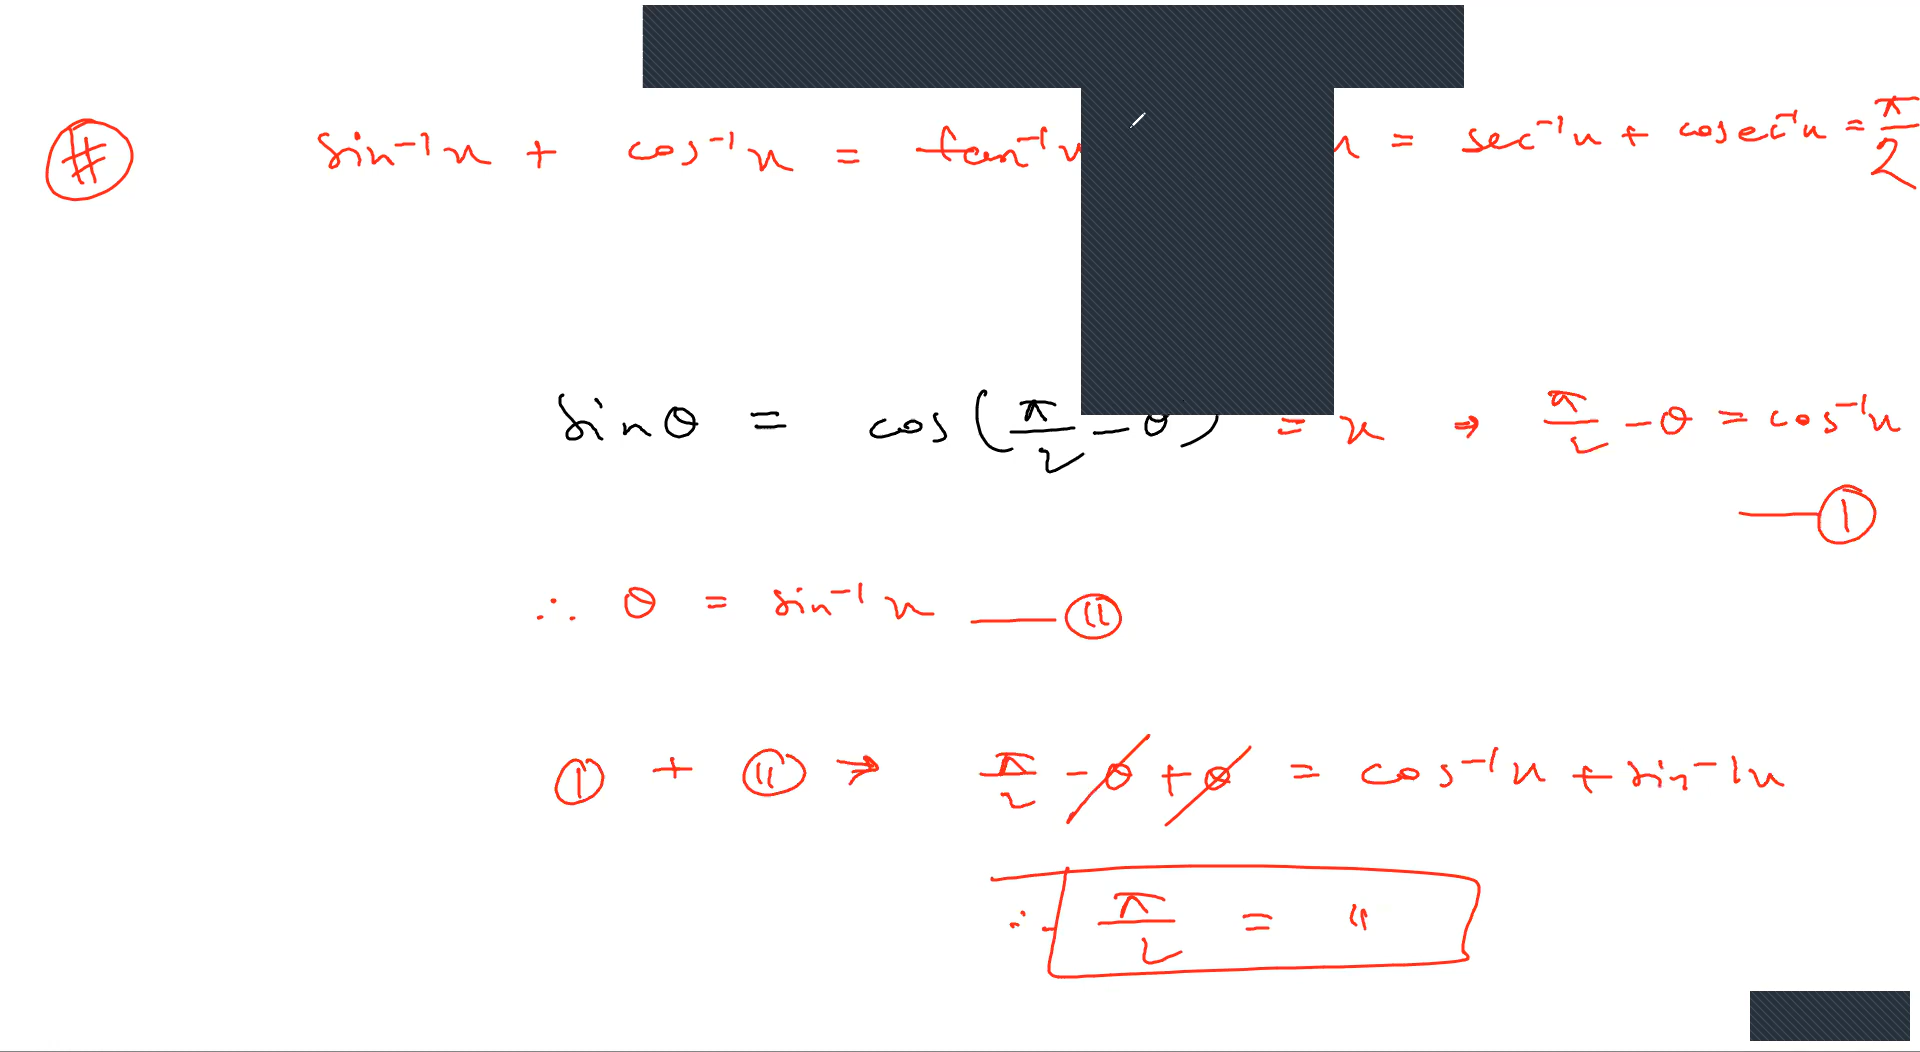 # sin⁻¹x + cos⁻¹x = tan⁻¹x = sec⁻¹x + cosec⁻¹x = π/2
sinθ = cos(π/2 − θ) = x ⇒ π/2 − θ = cos⁻¹x
— I
∴ θ = sin⁻¹x — II
I + II → π/2 − θ + θ = cos⁻¹x + sin⁻¹x
∴ π/2 = "